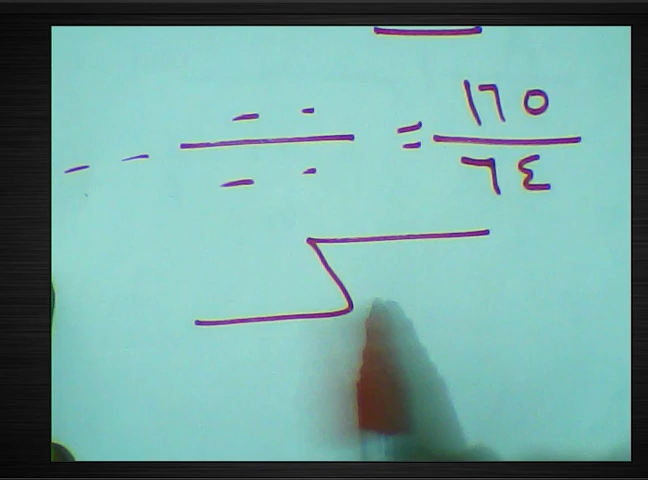 ١٦٥ = --
٦٤